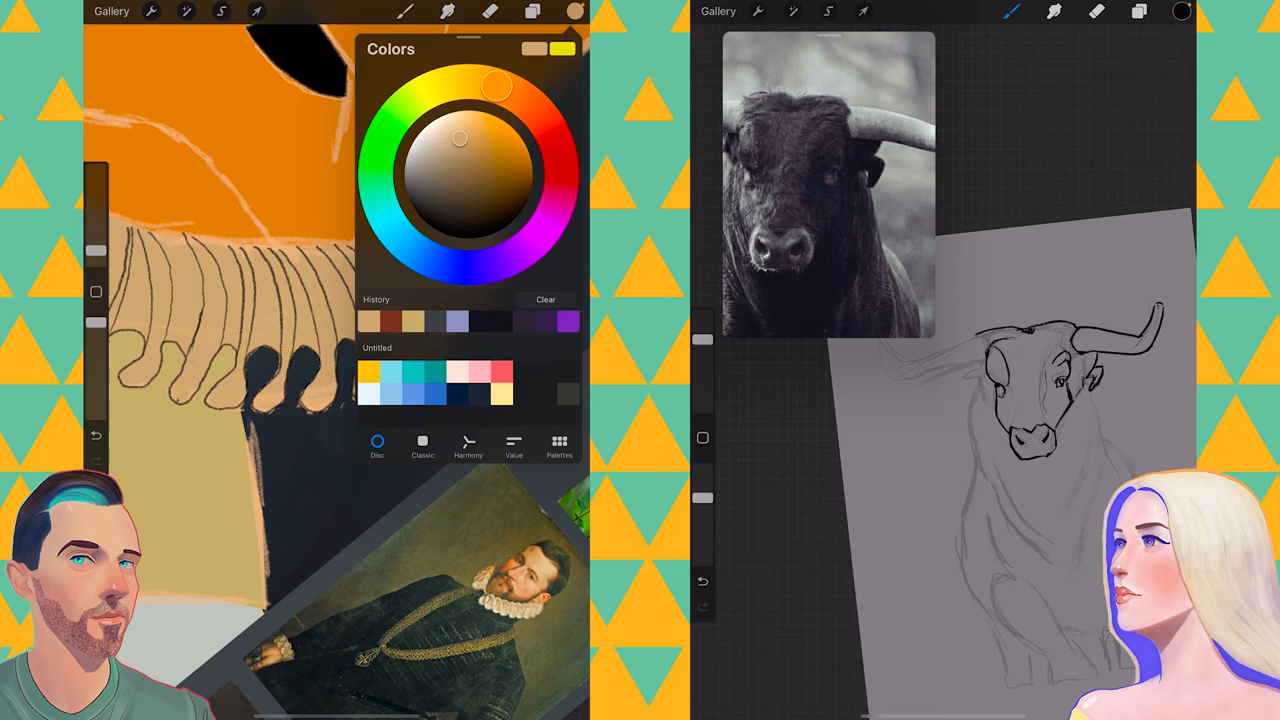 Gallery
Colors
History
Clear
Untitled
Disc
Classic
Harmony
Value
Palettes
Gallery